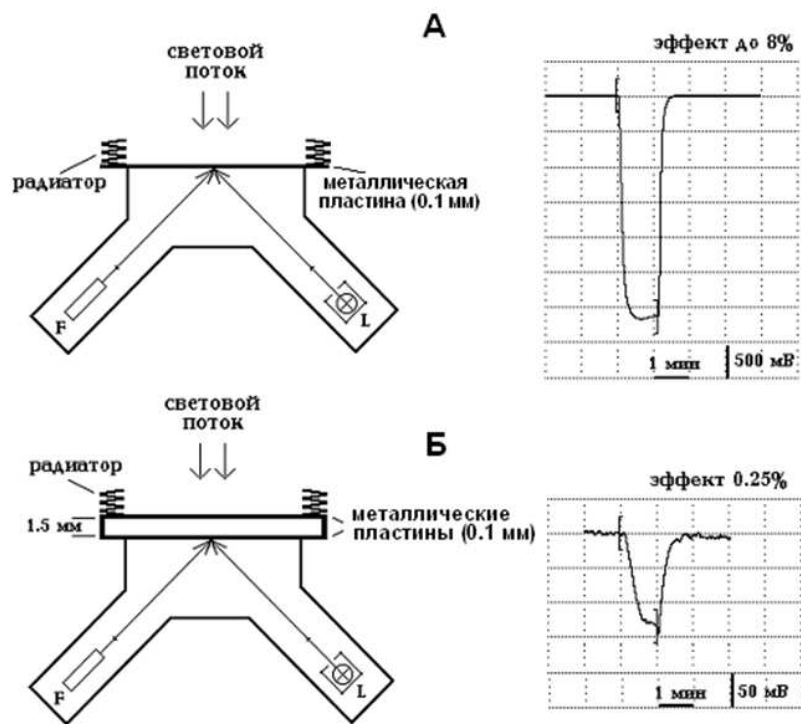 А
световой
поток
эффект до 8%
радиатор
металлическая
пластина (0.1 мм)
F
L
1 мин
500 мВ
световой
поток
Б
радиатор
эффект 0.25%
1.5 мм
металлические
пластины (0.1 мм)
F
L
1 мин
50 мВ